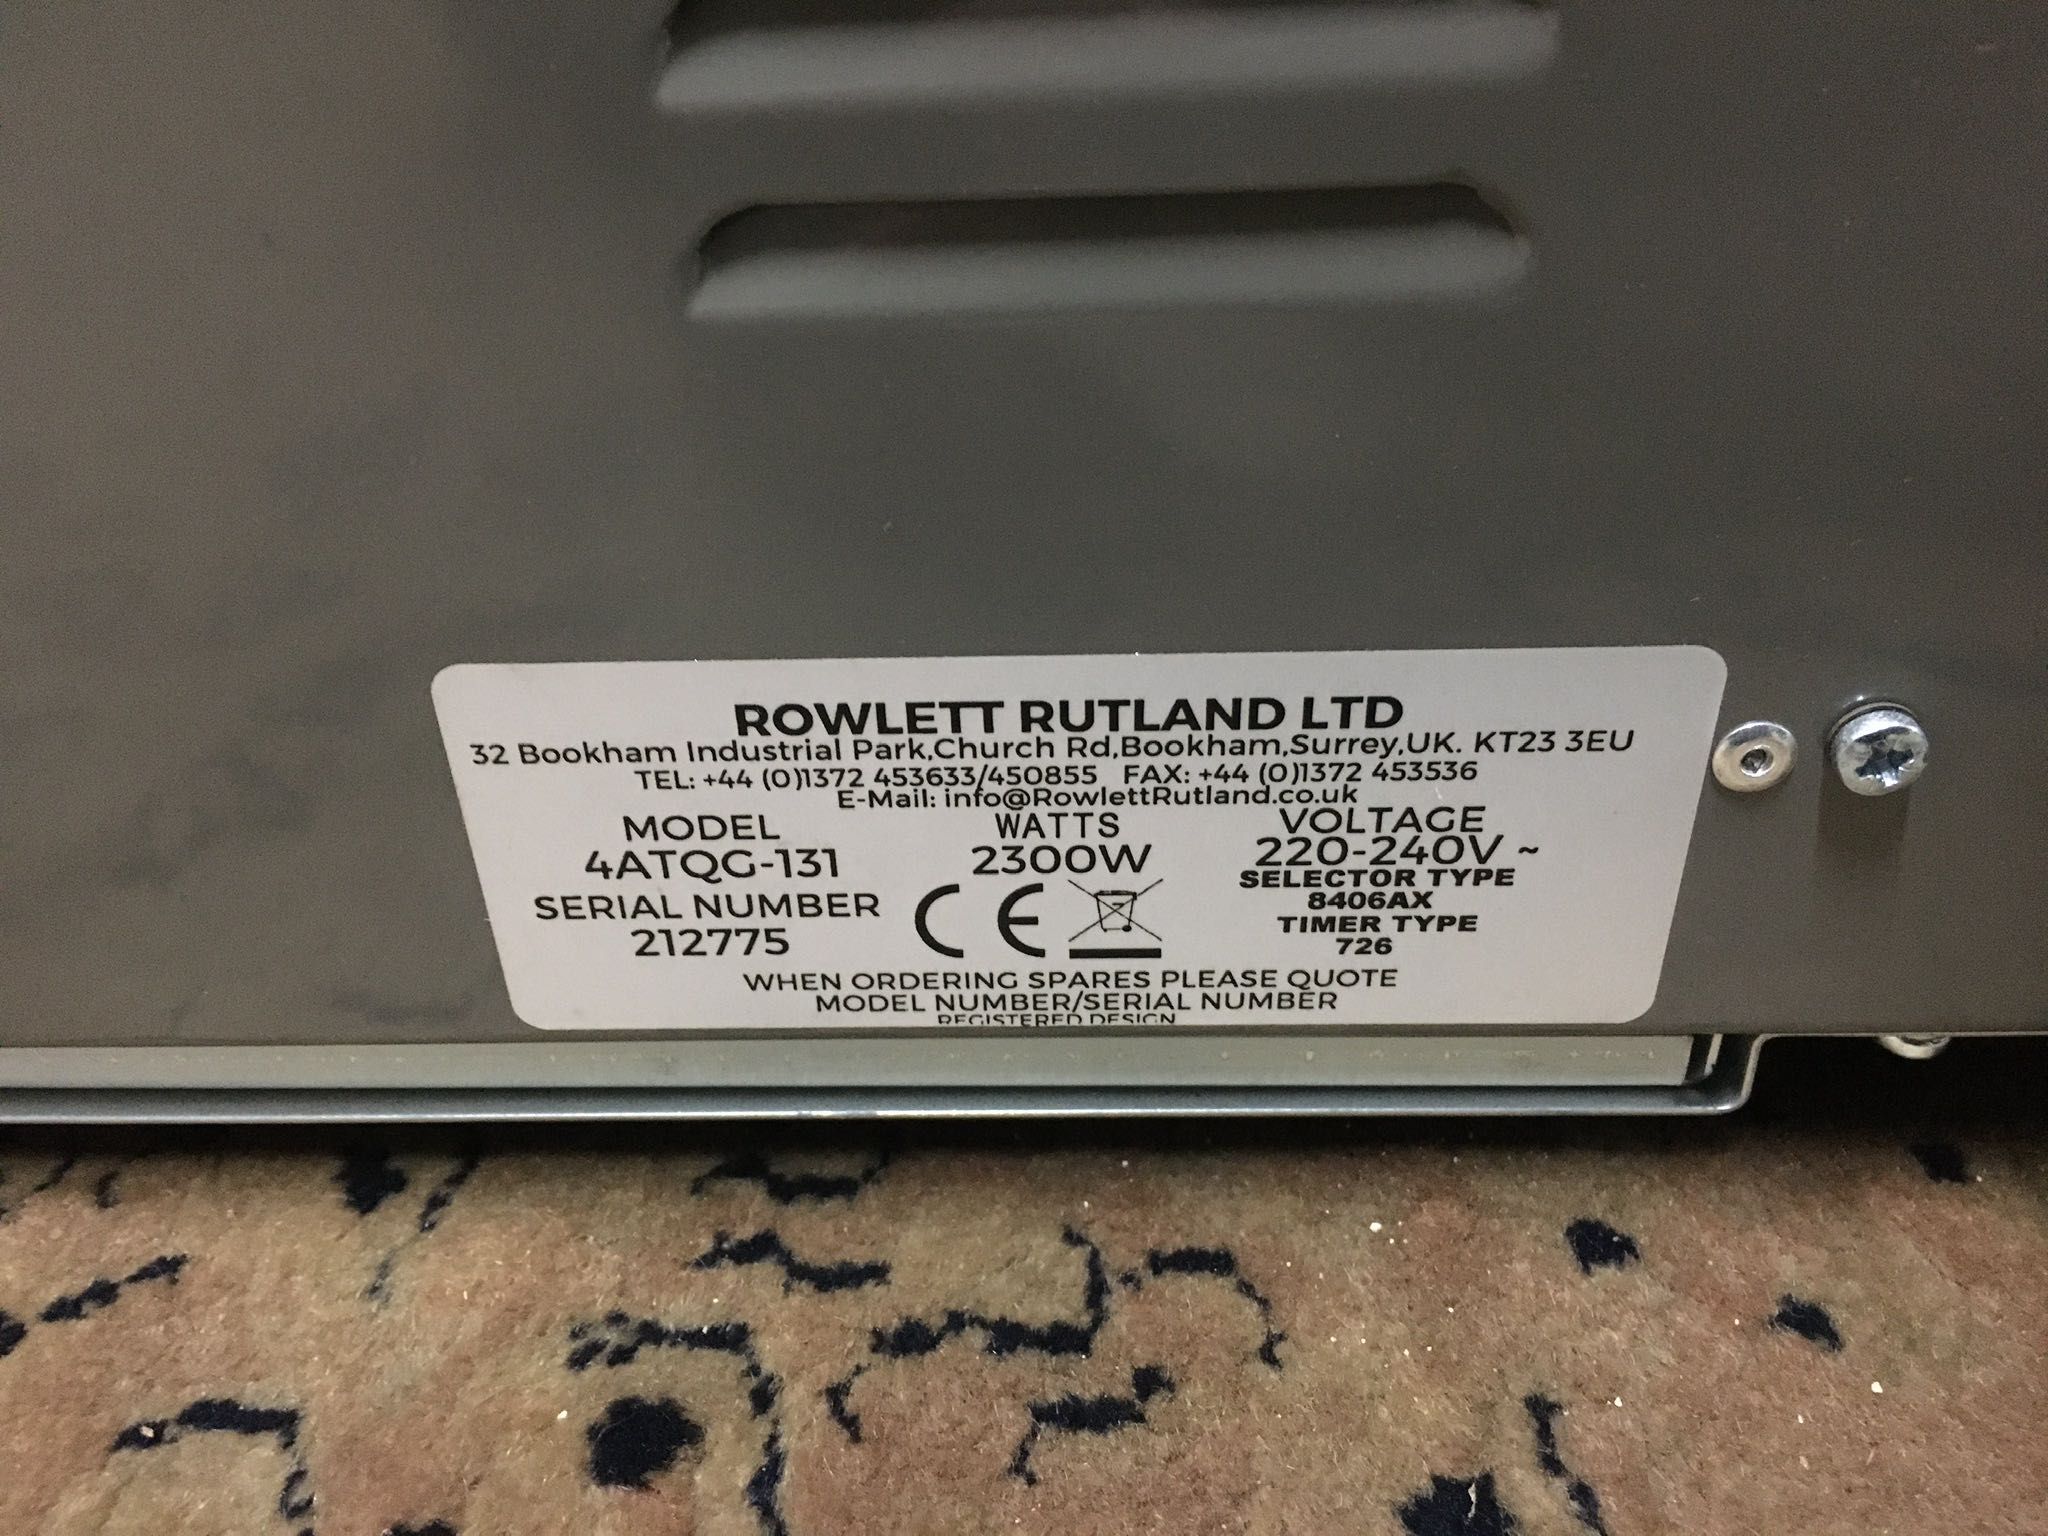 ROWLETT RUTLAND LTD
32 Bookham Industrial Park,Church Rd,Bookham,Surrey,UK. KT23 3EU
TEL: +44 (0)1372 453633/450855 FAX: +44 (0)1372 453536
E-Mail: info@RowlettRutland.co.uk
MODEL
4ATQG-131
SERIAL NUMBER
212775
WATTS
2300W
CE
VOLTAGE
220-240V ~
SELECTOR TYPE
8406AX
TIMER TYPE
726
WHEN ORDERING SPARES PLEASE QUOTE
MODEL NUMBER/SERIAL NUMBER
REGISTERED DESIGN